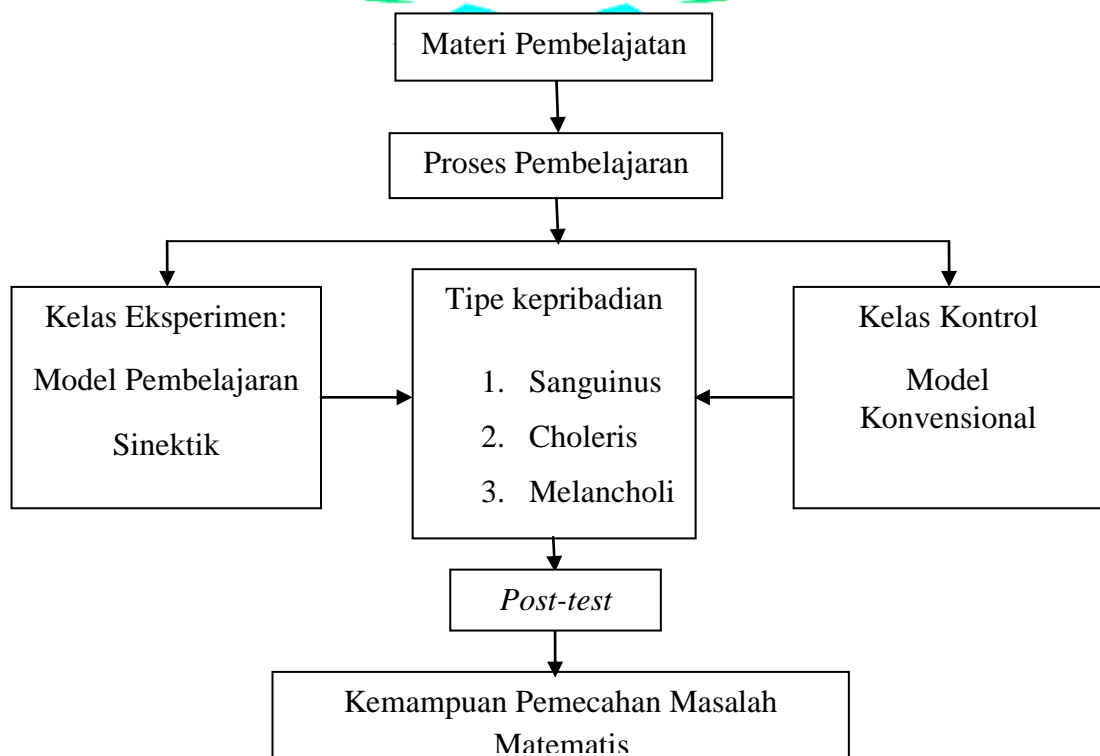 Materi Pembelajatan
Proses Pembelajaran
Kelas Eksperimen:
Model Pembelajaran
Sinektik
Tipe kepribadian
1. Sanguinus
2. Choleris
3. Melancholi
Kelas Kontrol
Model
Konvensional
Post-test
Kemampuan Pemecahan Masalah
Matematis